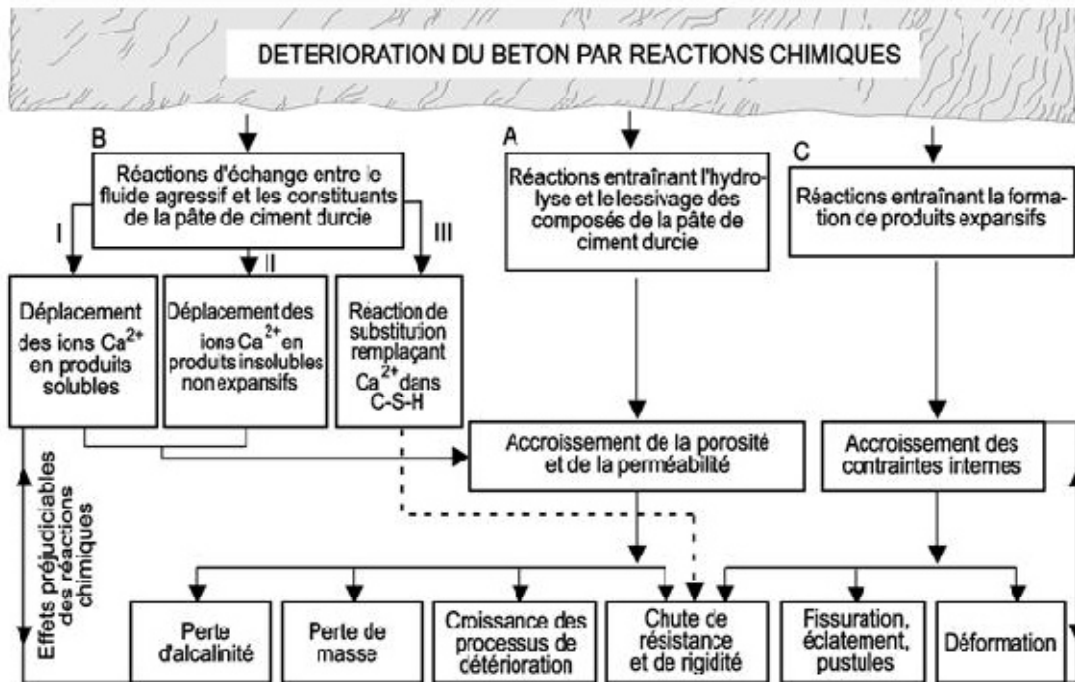 DETERIORATION DU BETON PAR REACTIONS CHIMIQUES
B
Réactions d'échange entre le
fluide agressif et les constituants
de la pâte de ciment durcie
A
Réactions entraînant l'hydro-
lyse et le lessivage des
composés de la pâte de
ciment durcie
C
Réactions entraînant la forma-
tion de produits expansifs
I
II
III
Déplacement
des ions Ca²⁺
en produits
solubles
Déplacement des
ions Ca²⁺ en
produits insolubles
non expansifs
Réaction de
substitution
remplaçant
Ca²⁺ dans
C-S-H
Accroissement de la porosité
et de la perméabilité
Accroissement des
contraintes internes
Effets préjudiciables
des réactions
chimiques
Perte
d'alcalinité
Perte de
masse
Croissance des
processus de
détérioration
Chute de
résistance
et de rigidité
Fissuration,
éclatement,
pustules
Déformation